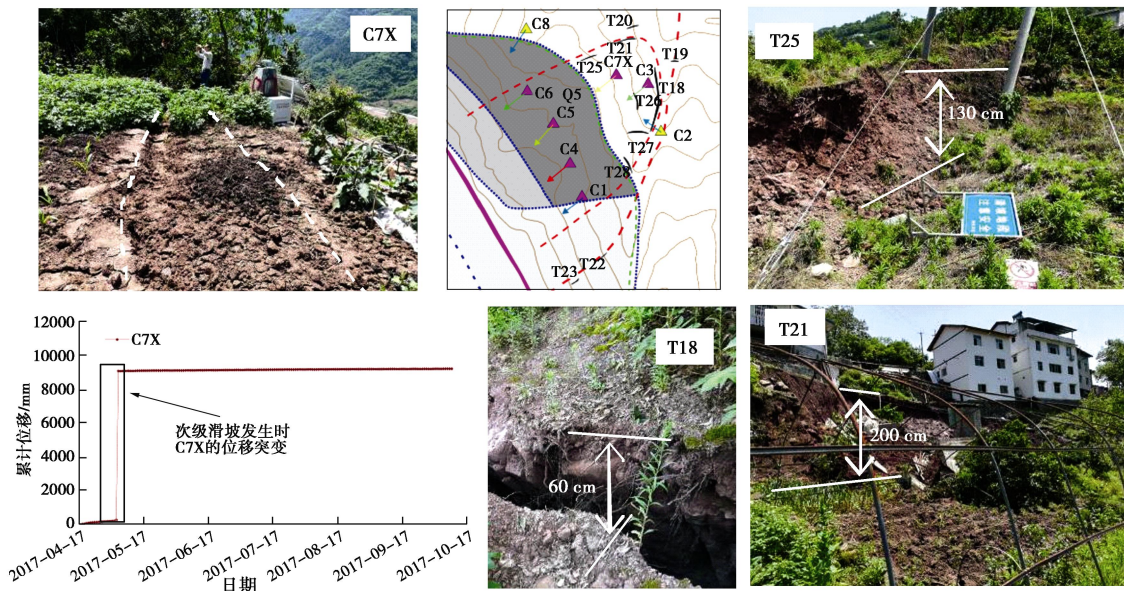 C7X
C8
T20
T21
T19
C7X
T25
C3
C6
Q5
T18
T26
C5
C2
T27
C4
T28
C1
T22
T23
T25
130 cm
12000
10000
8000
6000
4000
2000
0
累计位移/mm
C7X
次级滑坡发生时
C7X的位移突变
2017-04-17
2017-05-17
2017-06-17
2017-07-17
2017-08-17
2017-09-17
2017-10-17
日期
T18
60 cm
T21
200 cm